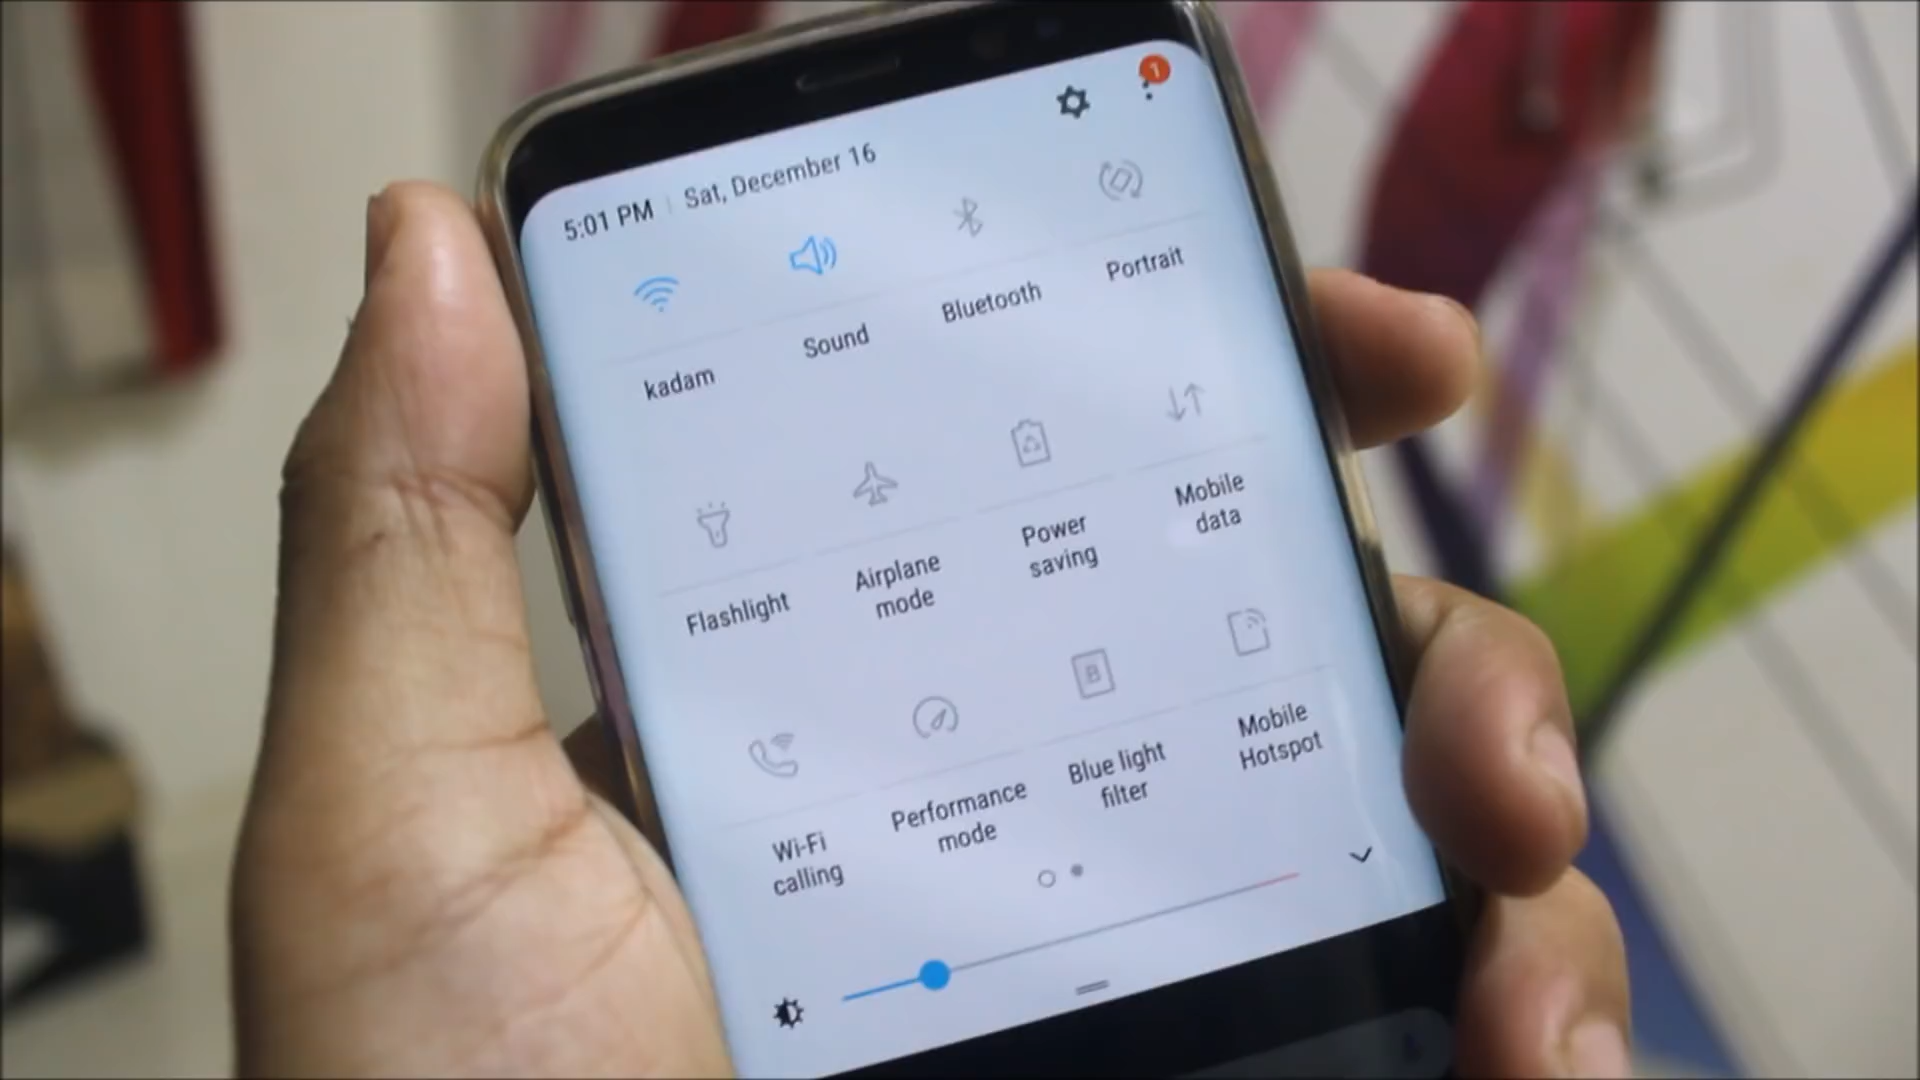 1
5:01 PM | Sat, December 16
kadam
Sound
Bluetooth
Portrait
Flashlight
Airplane
mode
Power
saving
Mobile
data
Wi-Fi
calling
Performance
mode
B
Blue light
filter
Mobile
Hotspot